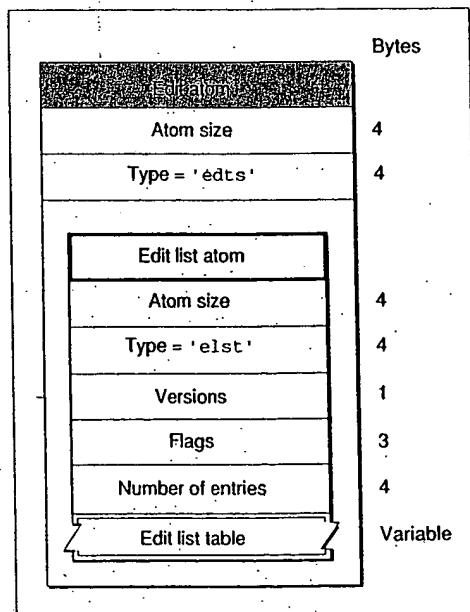 Bytes
Edit atom
Atom size 4
Type = 'edts' 4
Edit list atom
Atom size 4
Type = 'elst' 4
Versions 1
Flags 3
Number of entries 4
Edit list table Variable